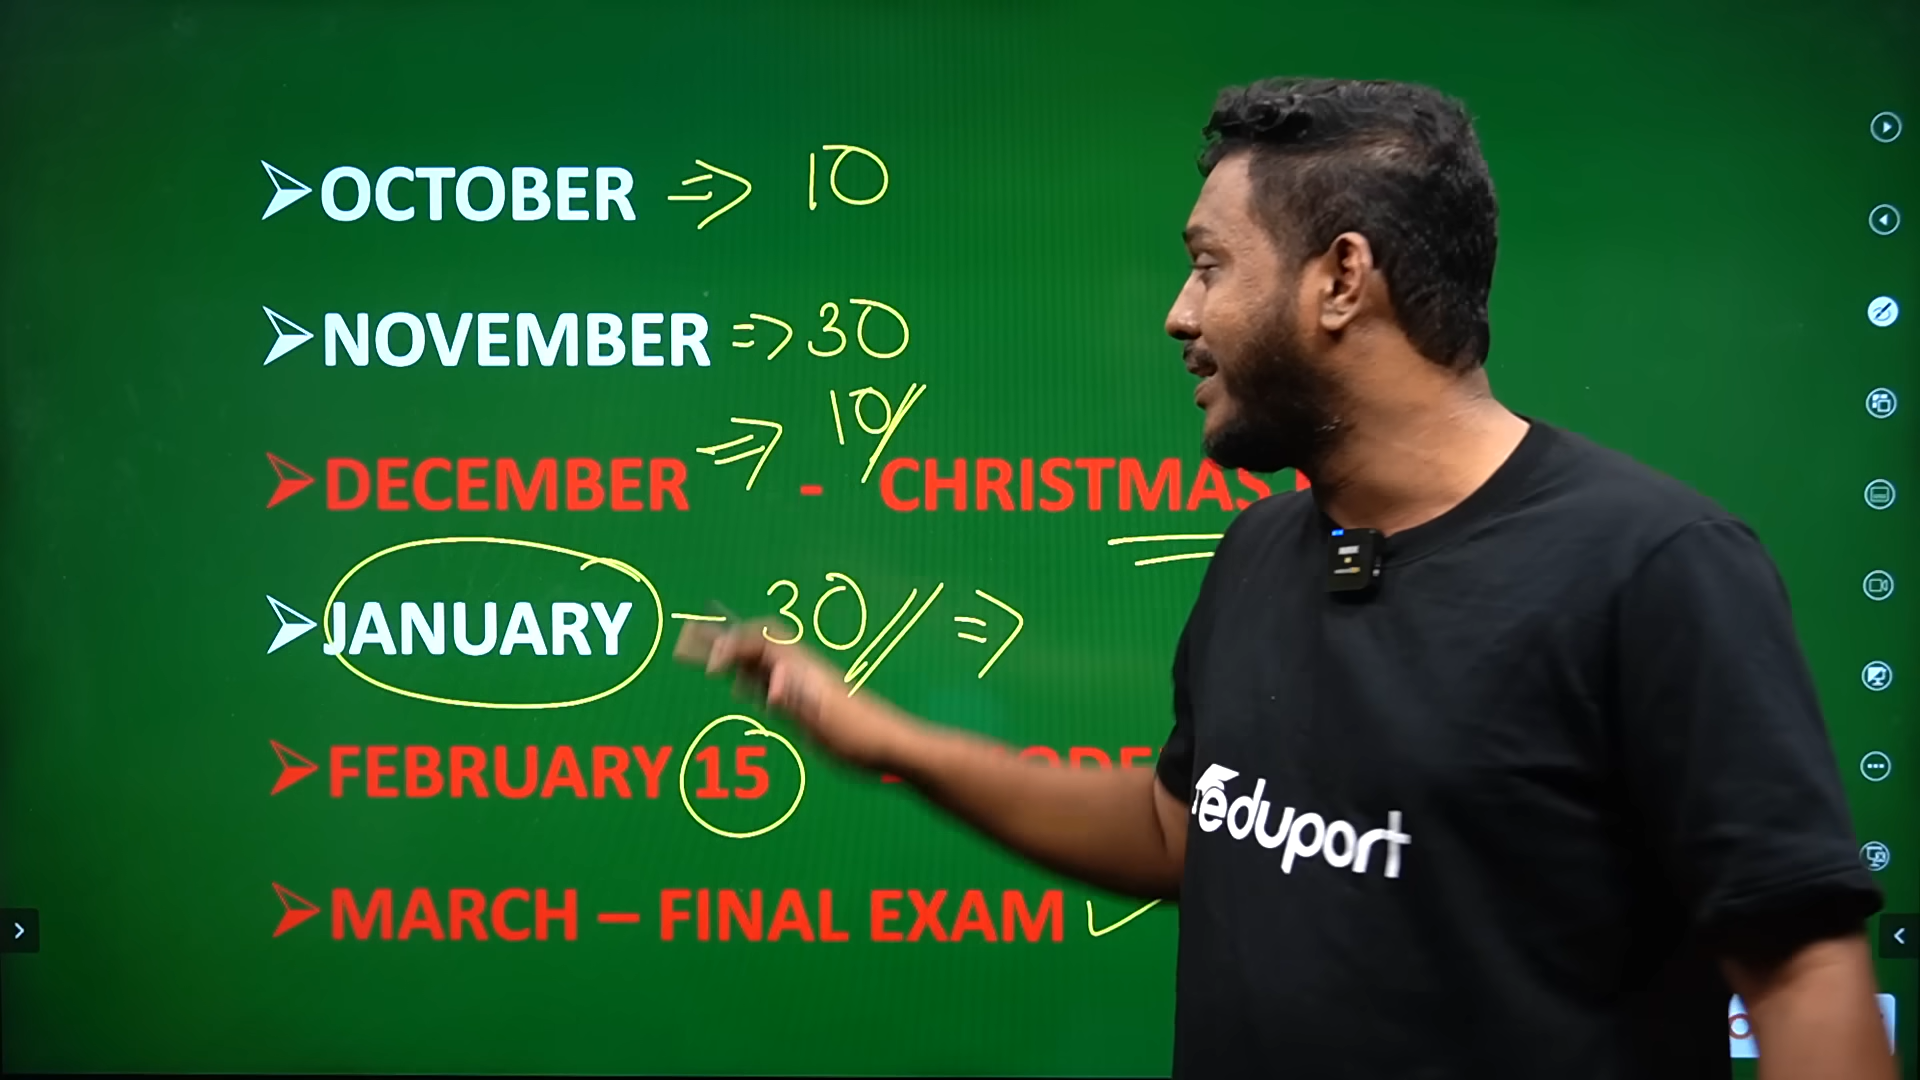 OCTOBER ⇒ 10
NOVEMBER ⇒ 30
⇒ 10
DECEMBER - CHRISTMAS
JANUARY - 30 ⇒
FEBRUARY 15 -
MARCH – FINAL EXAM
eduport